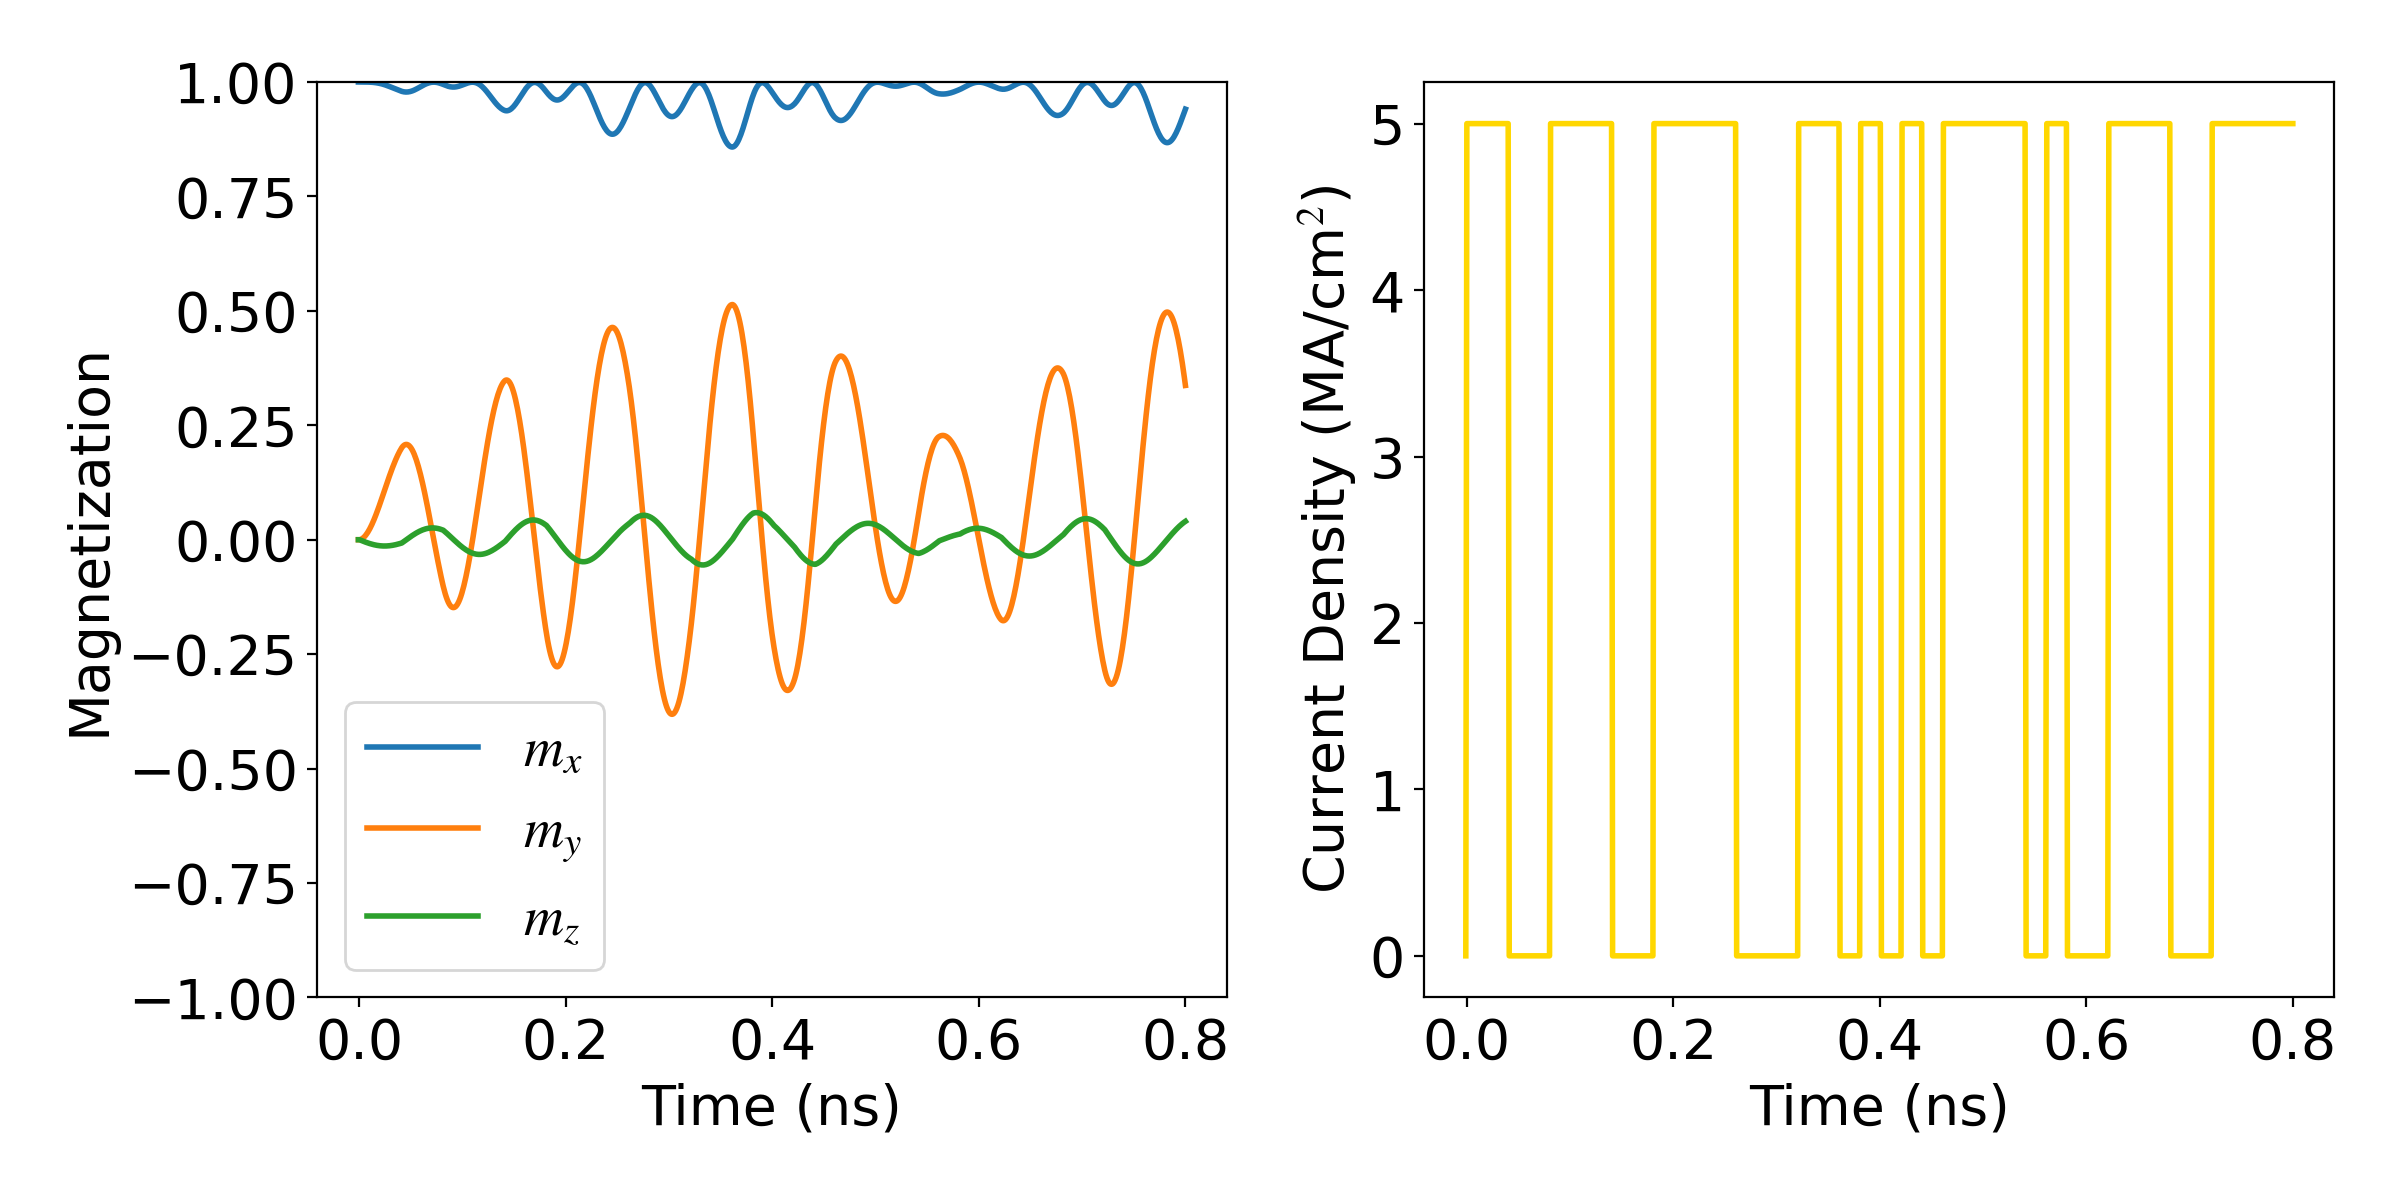 Magnetization
1.00
0.75
0.50
0.25
0.00
−0.25
−0.50
−0.75
−1.00
m_x
m_y
m_z
0.0 0.2 0.4 0.6 0.8
Time (ns)
Current Density (MA/cm²)
5
4
3
2
1
0
0.0 0.2 0.4 0.6 0.8
Time (ns)